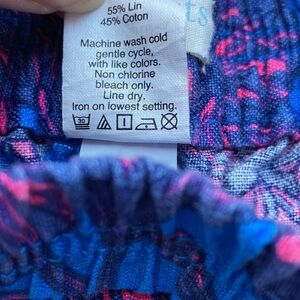 55% Lin
45% Coton
Machine wash cold
gentle cycle,
with like colors.
Non chlorine
bleach only.
Line dry.
Iron on lowest setting.
30